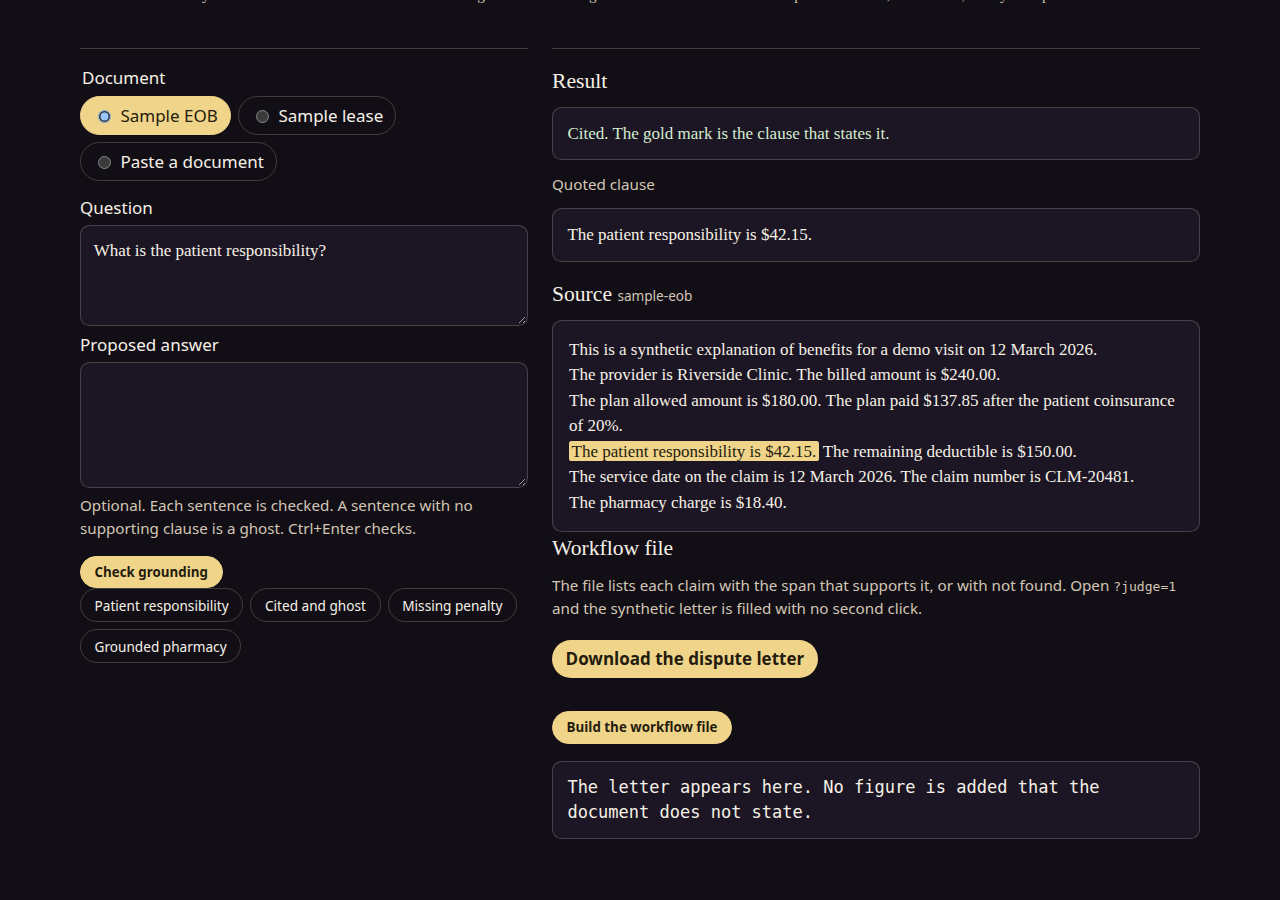 Document
Sample EOB
Sample lease
Paste a document
Question
What is the patient responsibility?
Proposed answer
Optional. Each sentence is checked. A sentence with no
supporting clause is a ghost. Ctrl+Enter checks.
Check grounding
Patient responsibility
Cited and ghost
Missing penalty
Grounded pharmacy
Result
Cited. The gold mark is the clause that states it.
Quoted clause
The patient responsibility is $42.15.
Source sample-eob
This is a synthetic explanation of benefits for a demo visit on 12 March 2026.
The provider is Riverside Clinic. The billed amount is $240.00.
The plan allowed amount is $180.00. The plan paid $137.85 after the patient coinsurance
of 20%.
The patient responsibility is $42.15. The remaining deductible is $150.00.
The service date on the claim is 12 March 2026. The claim number is CLM-20481.
The pharmacy charge is $18.40.
Workflow file
The file lists each claim with the span that supports it, or with not found. Open ?judge=1
and the synthetic letter is filled with no second click.
Download the dispute letter
Build the workflow file
The letter appears here. No figure is added that the
document does not state.